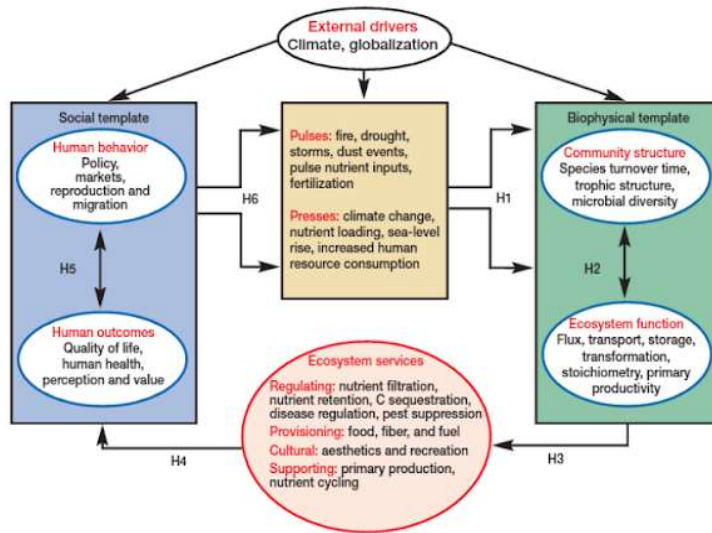 External drivers
Climate, globalization
Social template
Human behavior
Policy,
markets,
reproduction and
migration
H5
Human outcomes
Quality of life,
human health,
perception and value
H6
Pulses: fire, drought,
storms, dust events,
pulse nutrient inputs,
fertilization
Presses: climate change,
nutrient loading, sea-level
rise, increased human
resource consumption
H1
Biophysical template
Community structure
Species turnover time,
trophic structure,
microbial diversity
H2
Ecosystem function
Flux, transport, storage,
transformation,
stoichiometry, primary
productivity
Ecosystem services
Regulating: nutrient filtration,
nutrient retention, C sequestration,
disease regulation, pest suppression
Provisioning: food, fiber, and fuel
Cultural: aesthetics and recreation
Supporting: primary production,
nutrient cycling
H4
H3